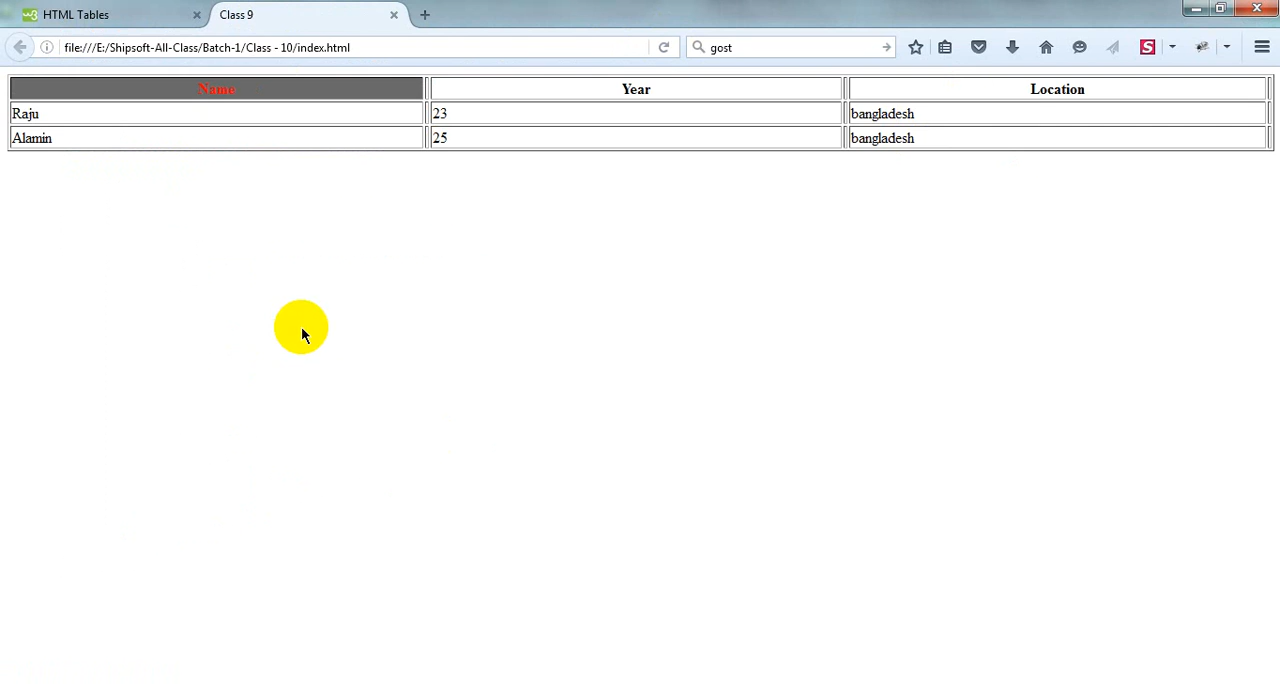 HTML Tables
Class 9
file:///E:/Shipsoft-All-Class/Batch-1/Class - 10/index.html
gost
S
Name Year Location
Raju 23 bangladesh
Alamin 25 bangladesh